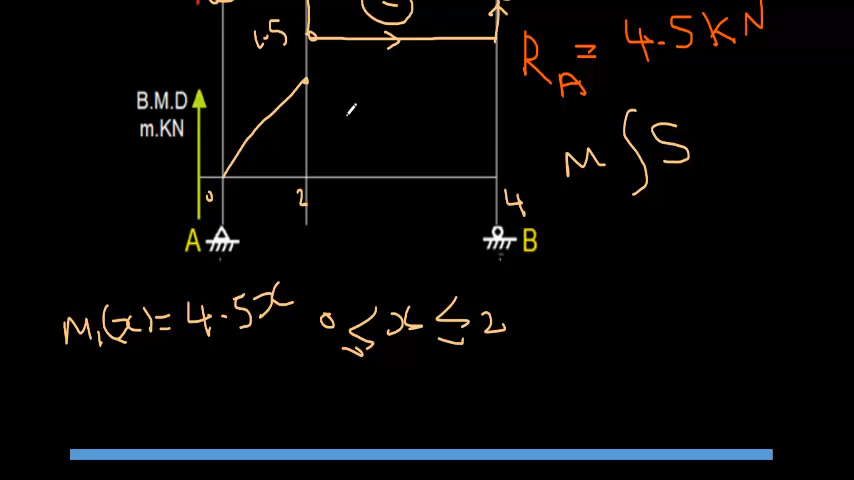 1.5
R_A = 4.5 KN
B.M.D
m.KN
M ∫ S
0 2 4
A B
M₁(x) = 4.5x 0 ≤ x ≤ 2